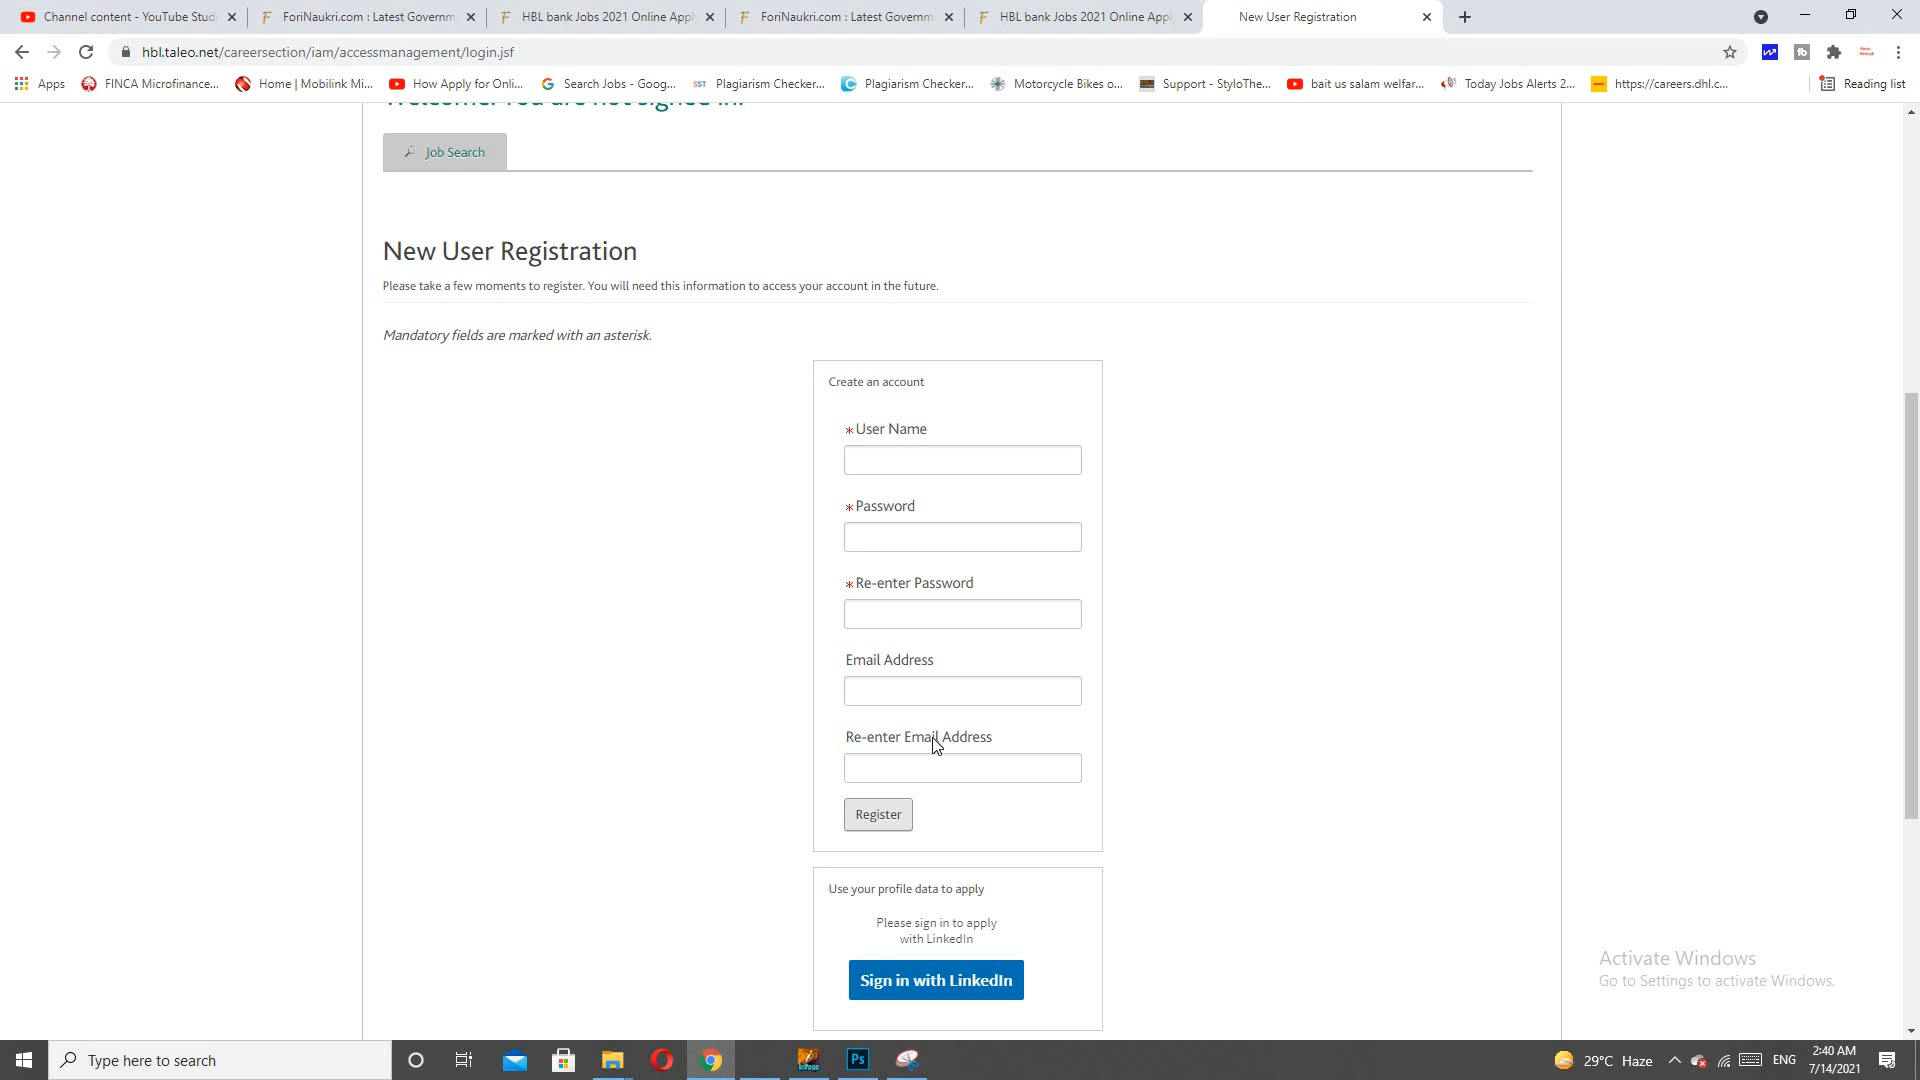 Channel content - YouTube Stud
ForiNaukri.com : Latest Governm
HBL bank Jobs 2021 Online Appl
ForiNaukri.com : Latest Governm
HBL bank Jobs 2021 Online Appl
New User Registration
hbl.taleo.net/careersection/iam/accessmanagement/login.jsf
Apps
FINCA Microfinance...
Home | Mobilink Mi...
How Apply for Onli...
Search Jobs - Goog...
SST Plagiarism Checker...
Plagiarism Checker...
Motorcycle Bikes o...
Support - StyloThe...
bait us salam welfar...
Today Jobs Alerts 2...
https://careers.dhl.c...
Reading list
Welcome. You are not signed in.
Job Search
New User Registration
Please take a few moments to register. You will need this information to access your account in the future.
Mandatory fields are marked with an asterisk.
Create an account
*User Name
*Password
*Re-enter Password
Email Address
Re-enter Email Address
Register
Use your profile data to apply
Please sign in to apply
with LinkedIn
Sign in with LinkedIn
Activate Windows
Go to Settings to activate Windows.
Type here to search
Ps
29°C Haze
ENG
2:40 AM
7/14/2021